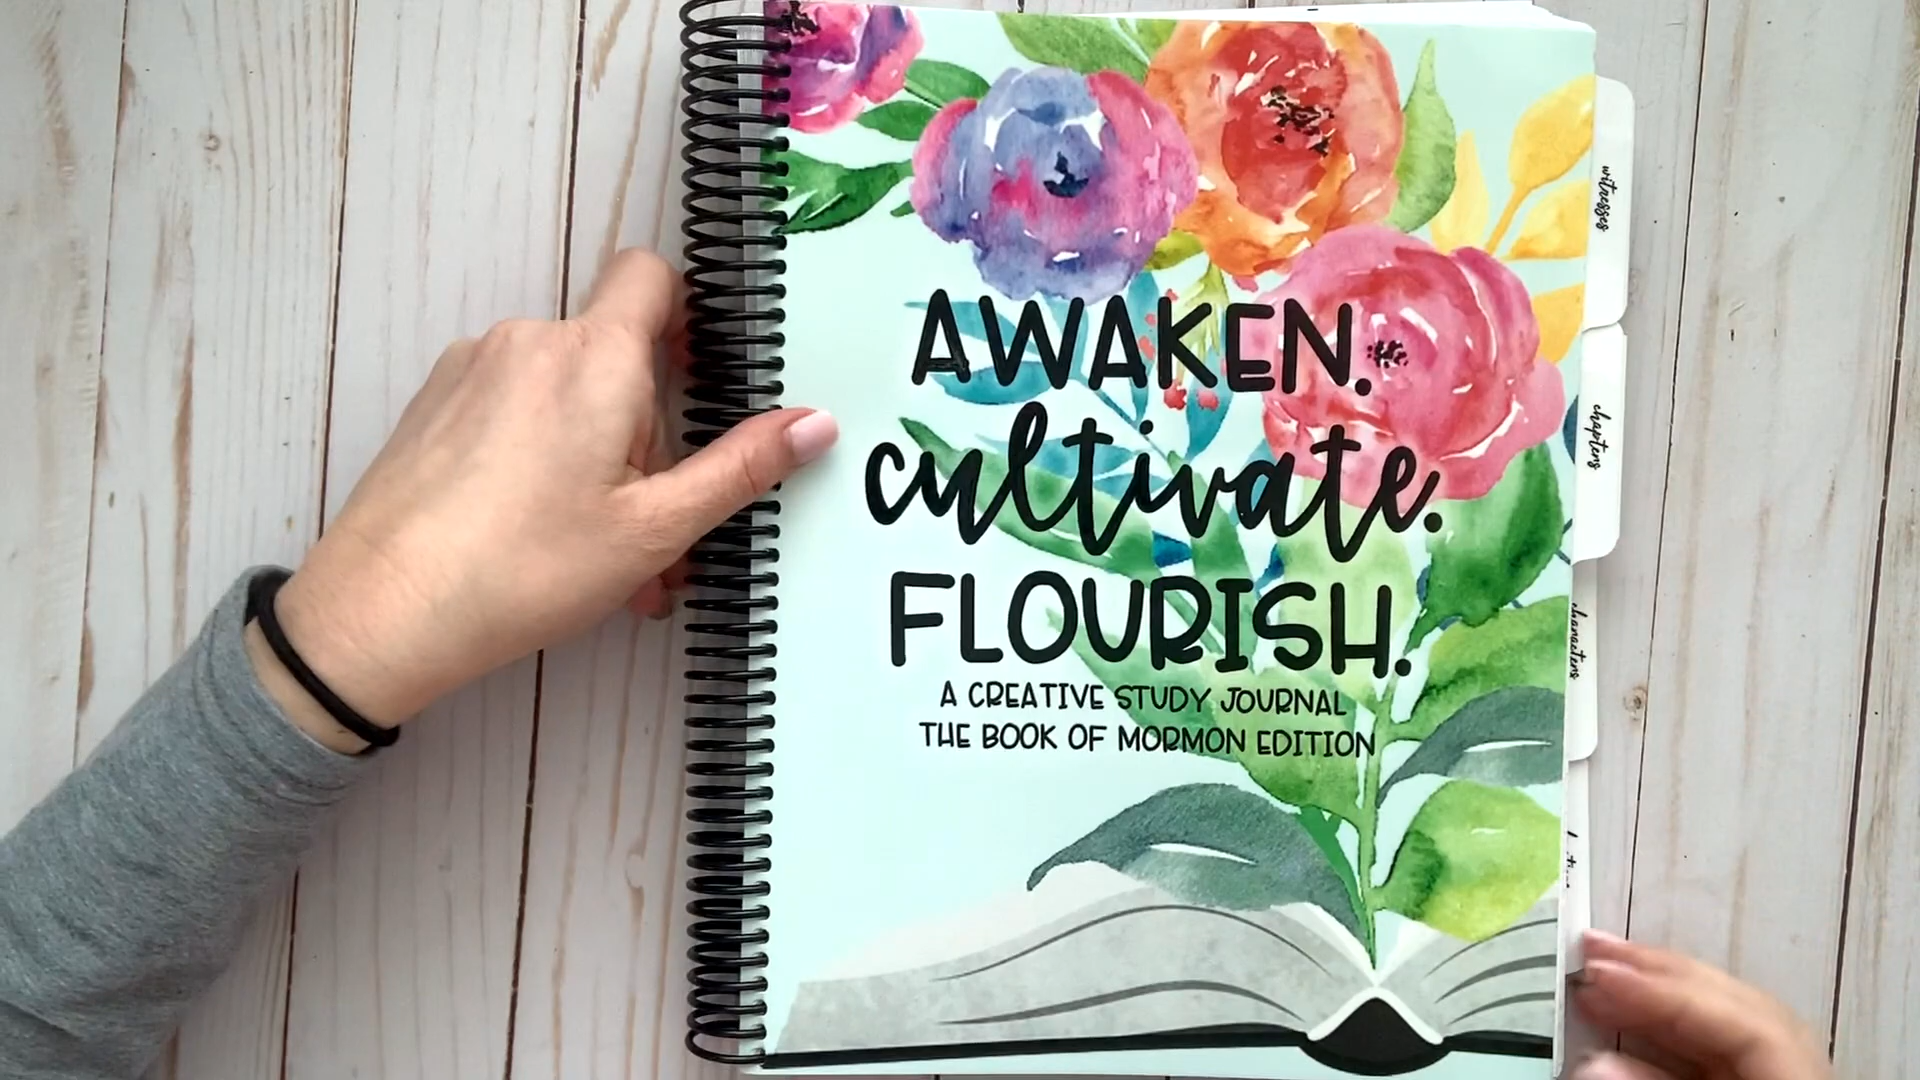 AWAKEN.
cultivate.
FLOURISH.
A CREATIVE STUDY JOURNAL
THE BOOK OF MORMON EDITION
witnesses
chapters
characters